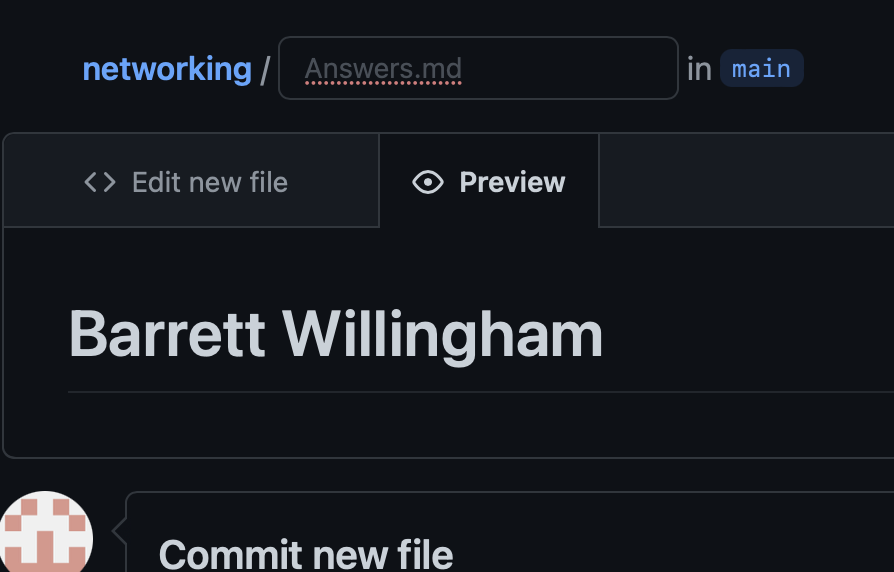 networking / Answers.md in main
Edit new file Preview
Barrett Willingham
Commit new file